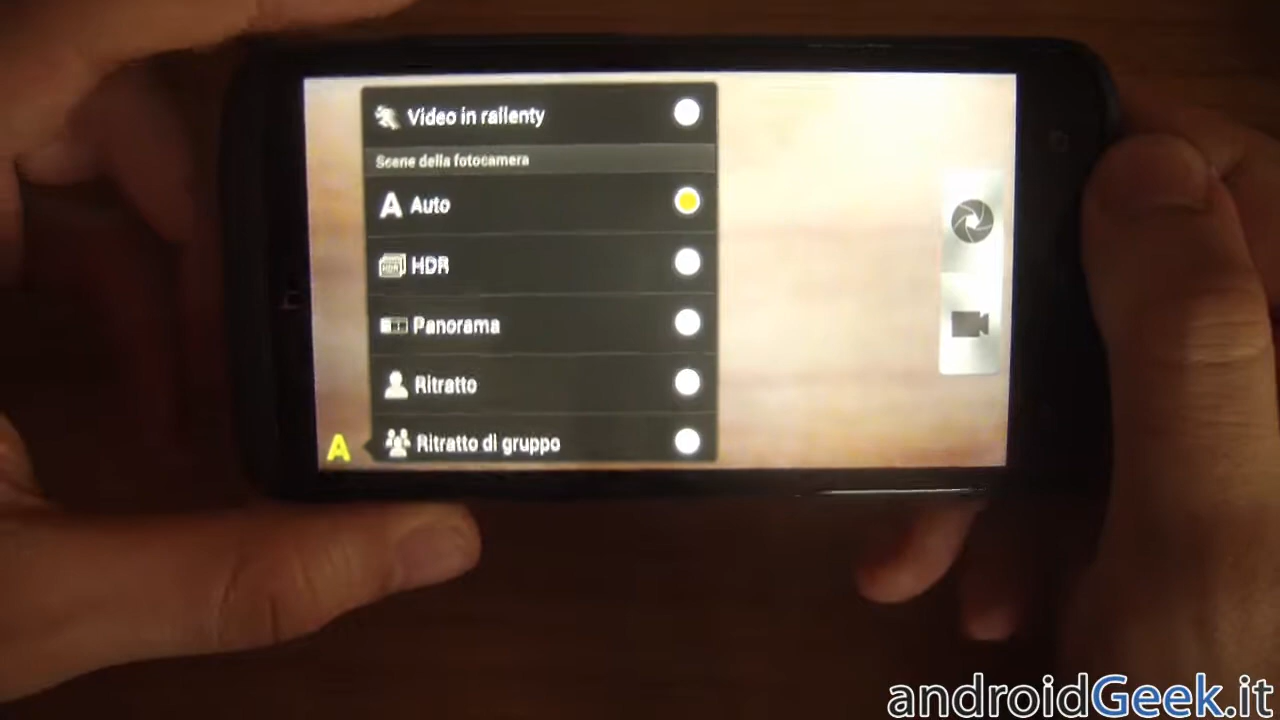 Video in rallenty
Scene della fotocamera
A Auto
HDR
Panorama
Ritratto
A
Ritratto di gruppo
androidGeek.it